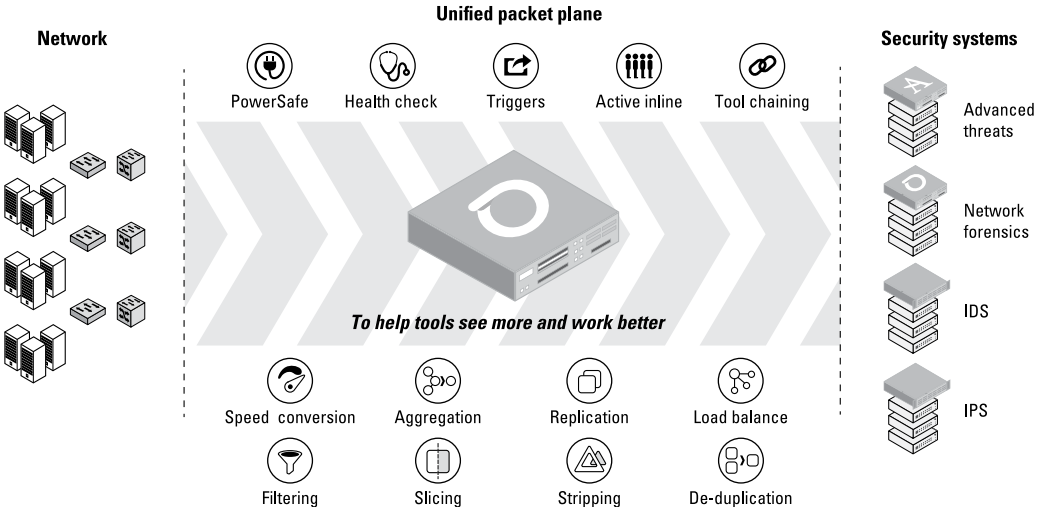 Unified packet plane
Network
Security systems
PowerSafe
Health check
Triggers
Active inline
Tool chaining
Advanced
threats
Network
forensics
IDS
IPS
To help tools see more and work better
Speed conversion
Aggregation
Replication
Load balance
Filtering
Slicing
Stripping
De-duplication